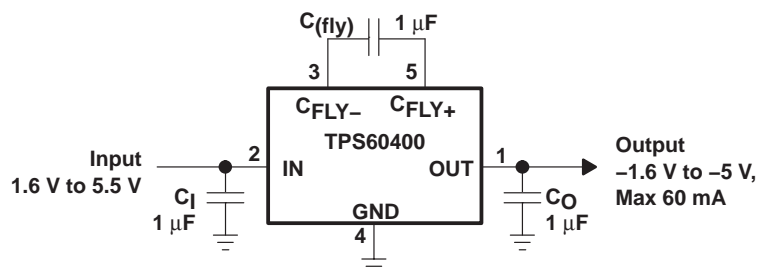 C(fly) 1 μF
3 5
CFLY− CFLY+
TPS60400
Input
1.6 V to 5.5 V
2 IN OUT 1
Output
−1.6 V to −5 V,
Max 60 mA
CI
1 μF
GND
4
CO
1 μF